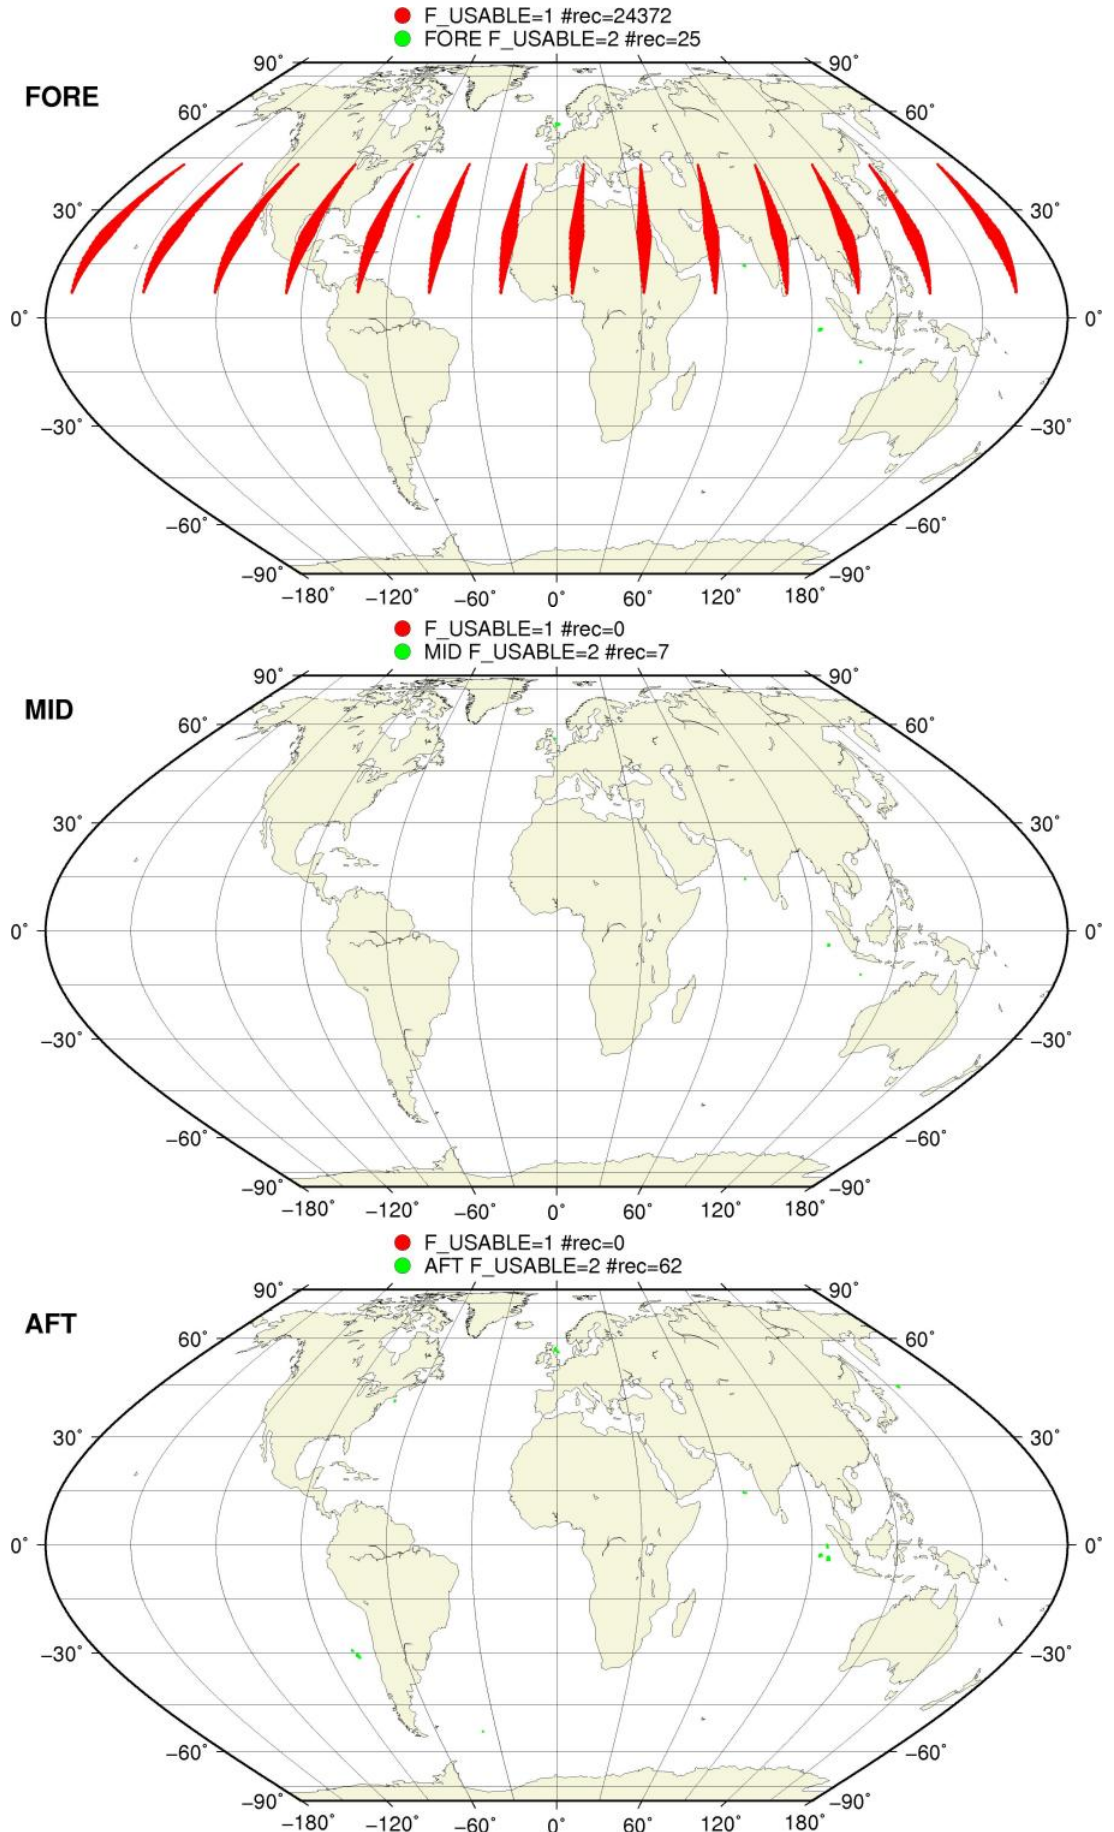 F_USABLE=1 #rec=24372
FORE F_USABLE=2 #rec=25
FORE
90° 90°
60° 60°
30° 30°
0° 0°
−30° −30°
−60° −60°
−90° −90°
−180° −120° −60° 0° 60° 120° 180°
F_USABLE=1 #rec=0
MID F_USABLE=2 #rec=7
MID
90° 90°
60° 60°
30° 30°
0° 0°
−30° −30°
−60° −60°
−90° −90°
−180° −120° −60° 0° 60° 120° 180°
F_USABLE=1 #rec=0
AFT F_USABLE=2 #rec=62
AFT
90° 90°
60° 60°
30° 30°
0° 0°
−30° −30°
−60° −60°
−90° −90°
−180° −120° −60° 0° 60° 120° 180°